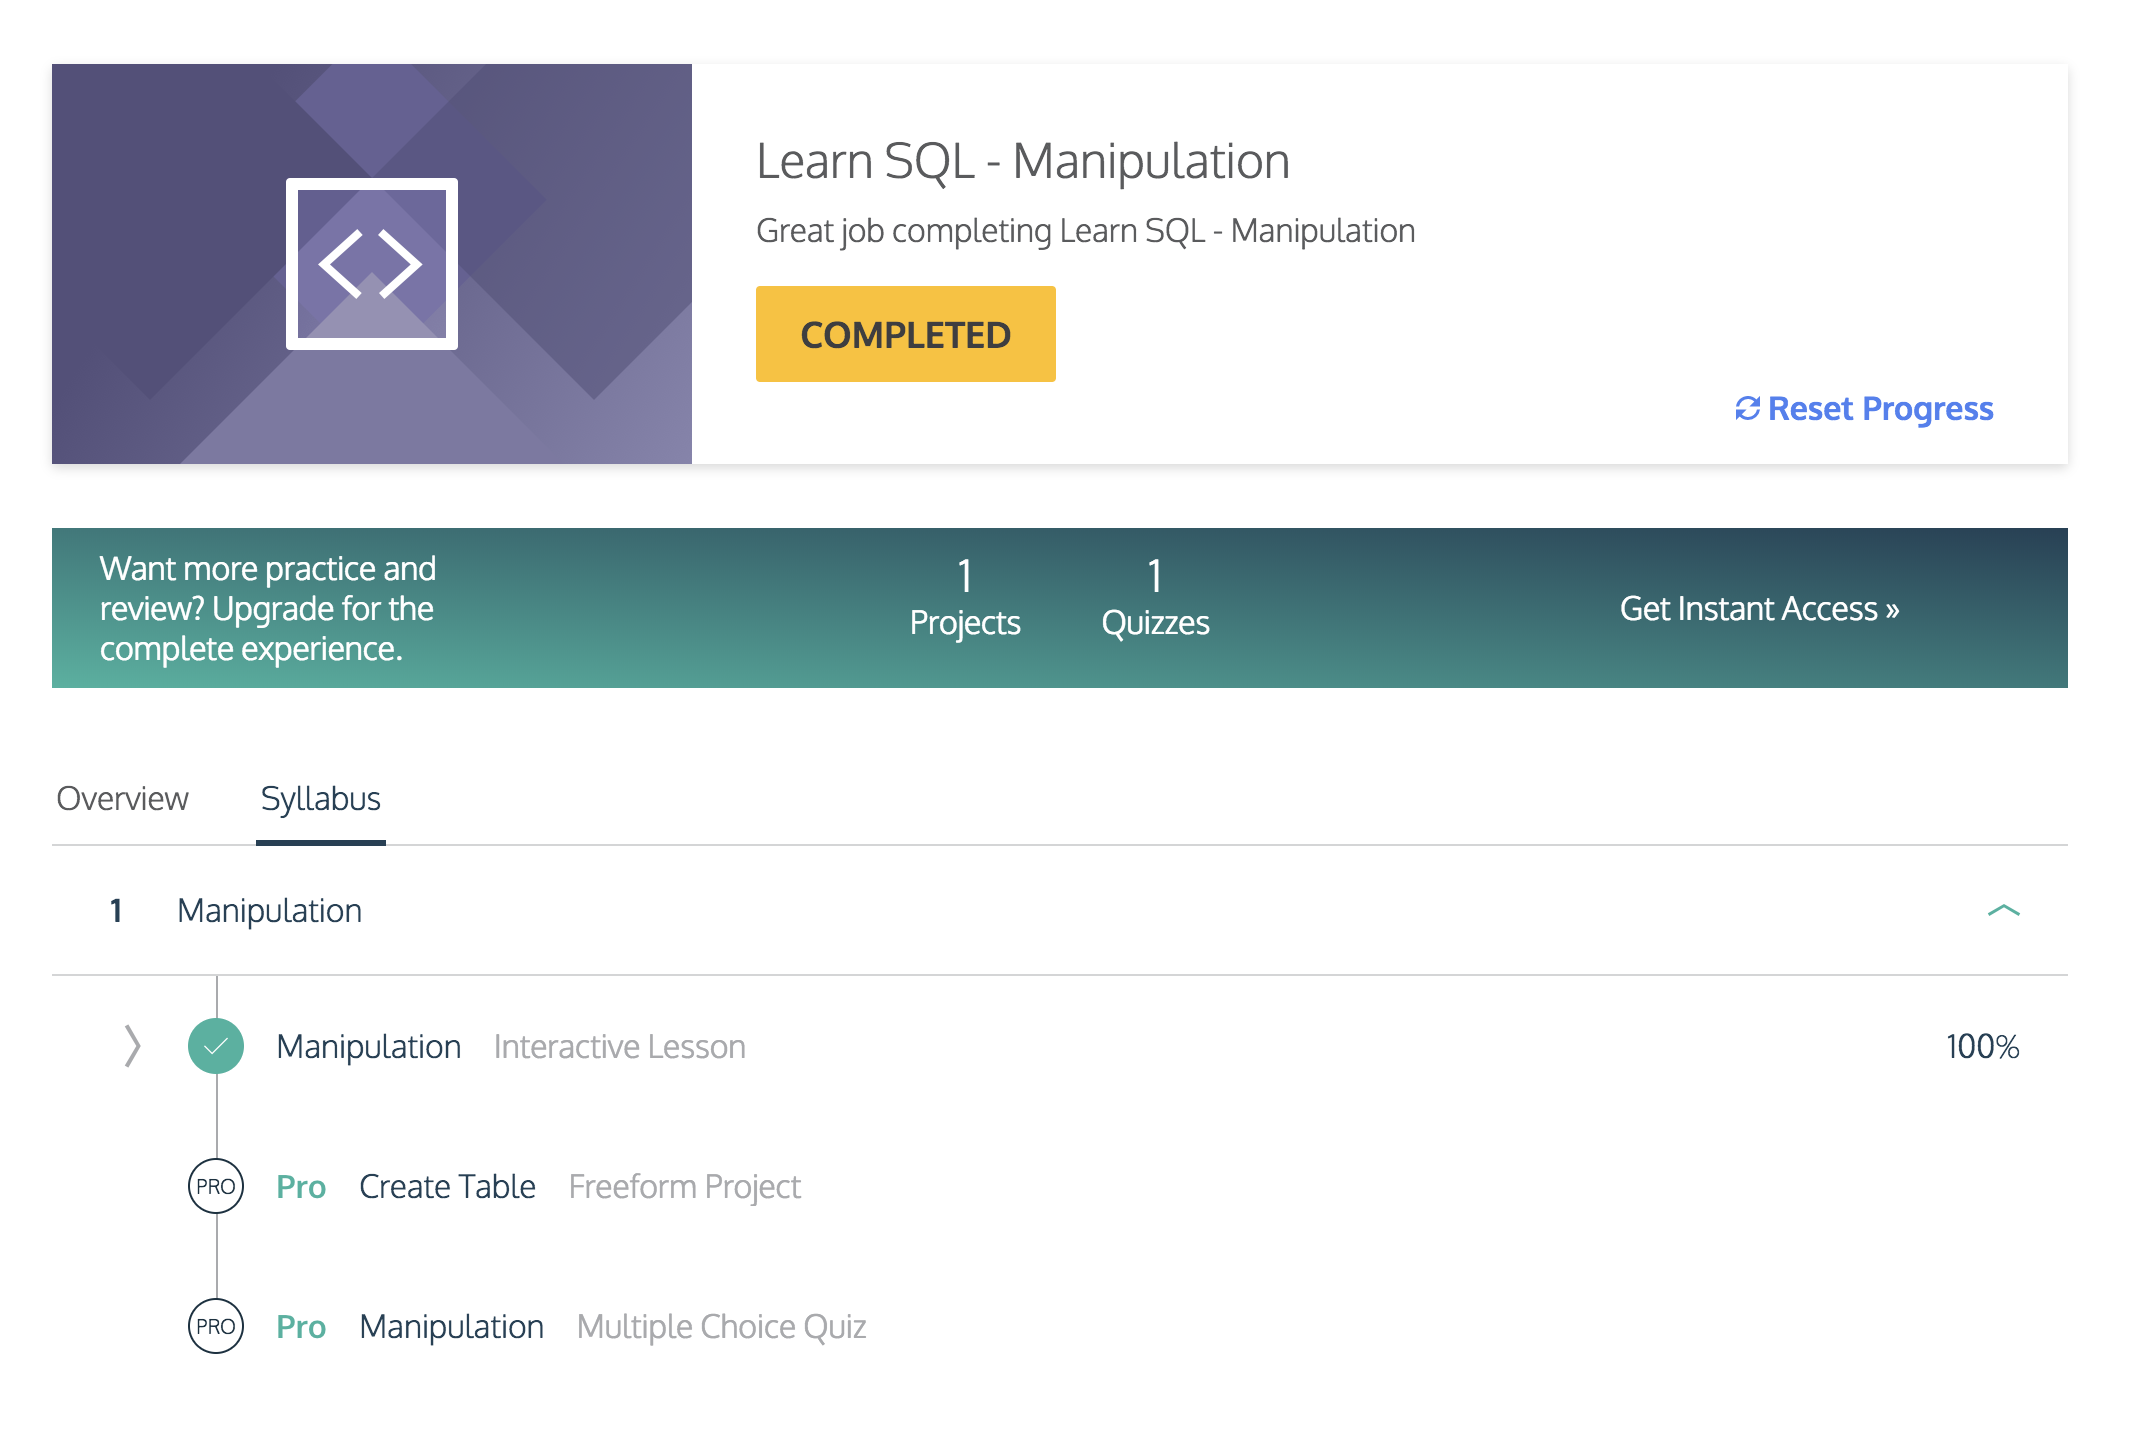 Learn SQL - Manipulation
Great job completing Learn SQL - Manipulation
COMPLETED
Reset Progress
Want more practice and
review? Upgrade for the
complete experience.
1
Projects
1
Quizzes
Get Instant Access »
Overview Syllabus
1 Manipulation
Manipulation Interactive Lesson 100%
PRO Pro Create Table Freeform Project
PRO Pro Manipulation Multiple Choice Quiz